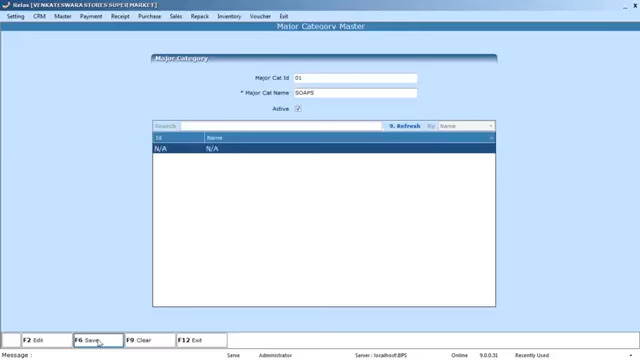 Relax [VENKATESWARA STORES SUPER MARKET]
Setting CRM Master Payment Receipt Purchase Sales Repack Inventory Voucher Exit
Major Category Master
Major Category
Major Cat Id 01
* Major Cat Name SOAPS
Active
Search 9. Refresh By Name
Id Name
N/A N/A
F2 Edit F6 Save F9 Clear F12 Exit
Message : Administrator Server : localhost\BPS Online 9.0.0.31 Recently Used